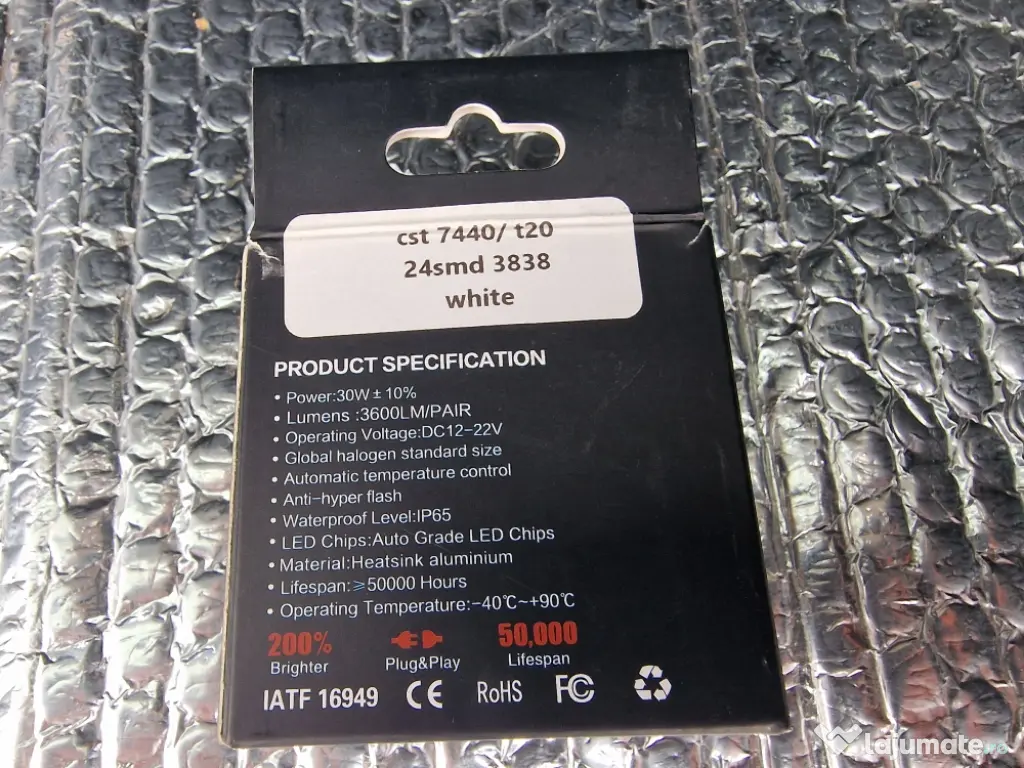 cst 7440/ t20
24smd 3838
white
PRODUCT SPECIFICATION
• Power:30W ± 10%
• Lumens :3600LM/PAIR
• Operating Voltage:DC12-22V
• Global halogen standard size
• Automatic temperature control
• Anti-hyper flash
• Waterproof Level:IP65
• LED Chips:Auto Grade LED Chips
• Material:Heatsink aluminium
• Lifespan:≥50000 Hours
• Operating Temperature:-40℃~+90℃
200% 50,000
Brighter Plug&Play Lifespan
IATF 16949 CE RoHS FC
Lajumate.ro